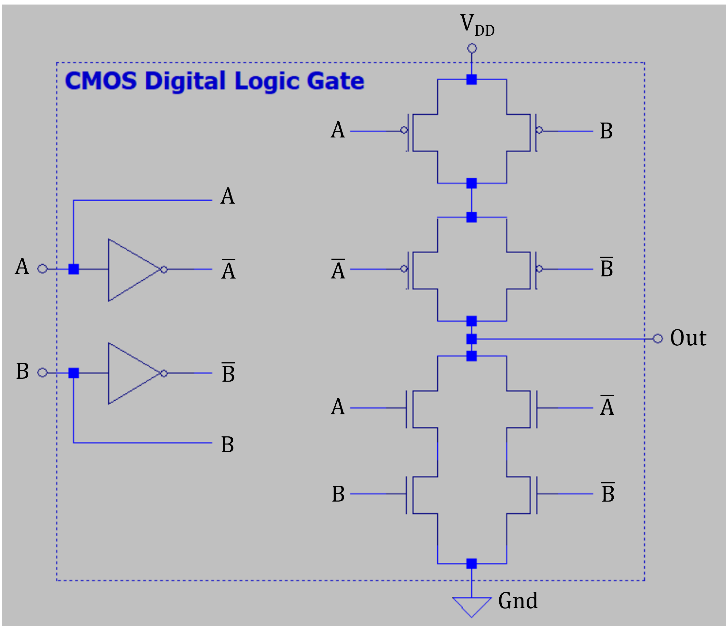 V_DD
CMOS Digital Logic Gate
A
B
A
A
A̅
A̅
B̅
Out
B
B̅
A
A̅
B
B
B̅
Gnd